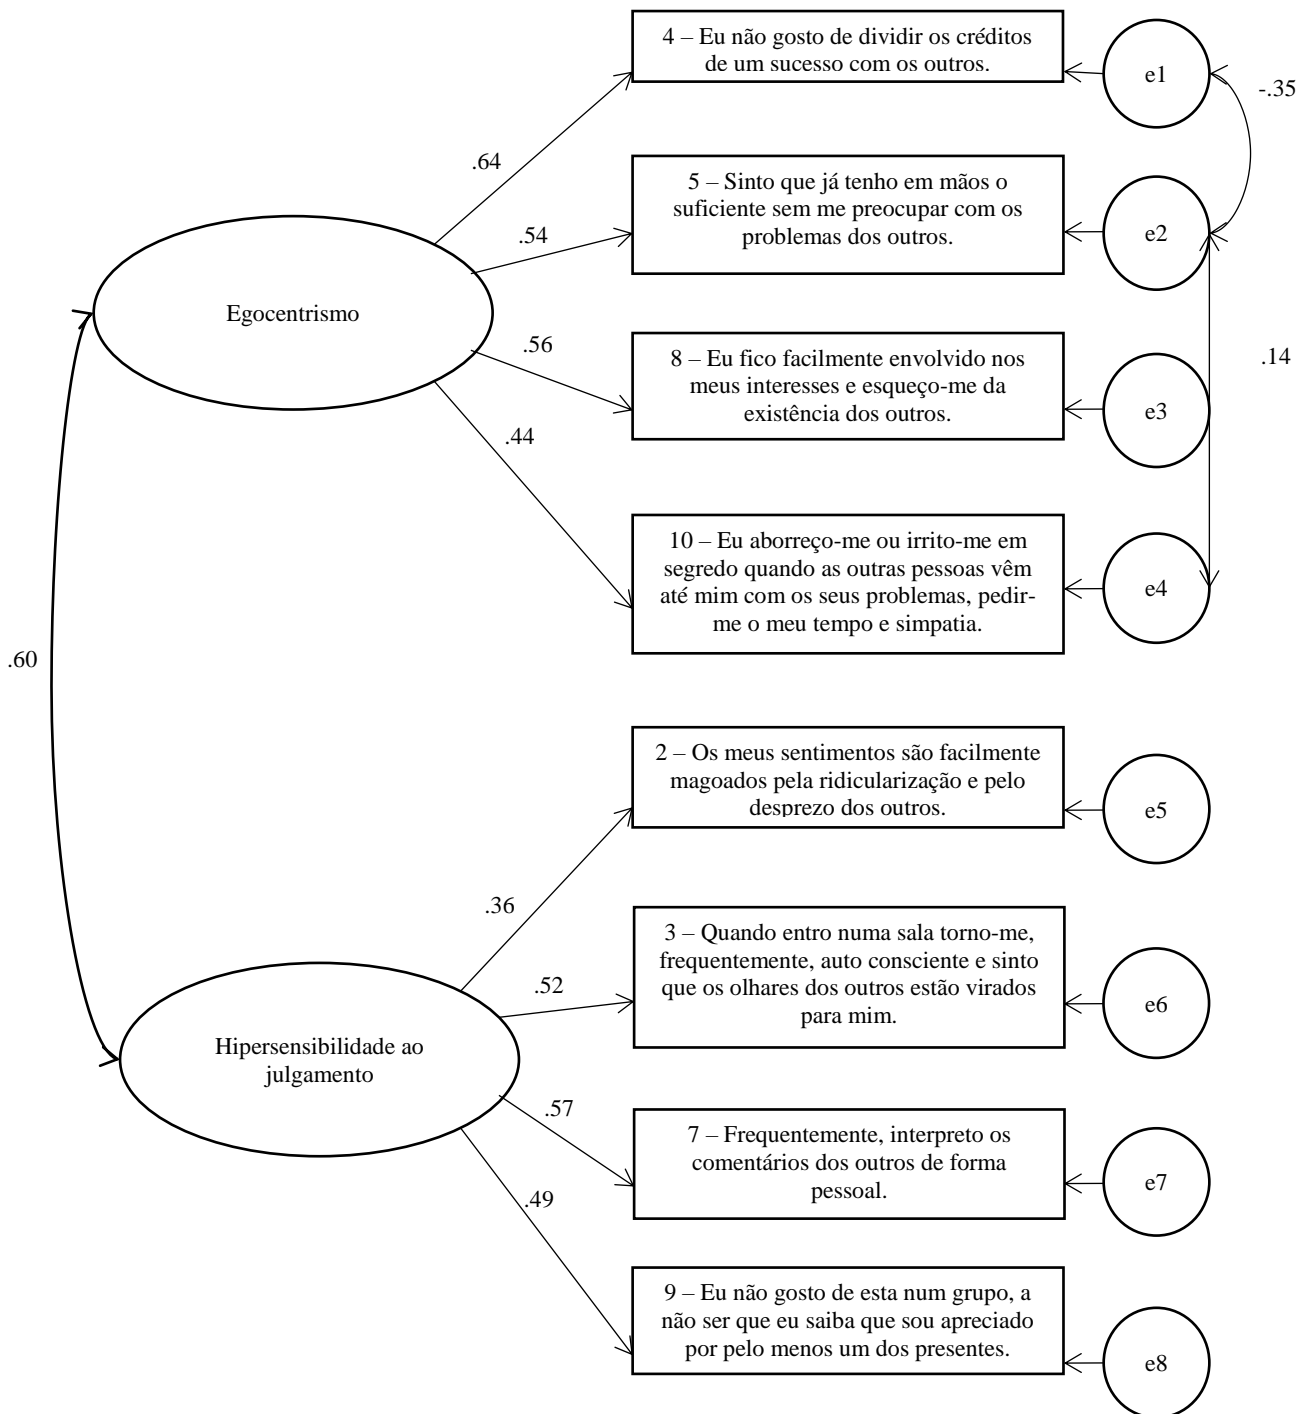 4 – Eu não gosto de dividir os créditos
de um sucesso com os outros.
e1
-.35
.64
5 – Sinto que já tenho em mãos o
suficiente sem me preocupar com os
problemas dos outros.
e2
.54
Egocentrismo
.56
8 – Eu fico facilmente envolvido nos
meus interesses e esqueço-me da
existência dos outros.
e3
.14
.44
10 – Eu aborreço-me ou irrito-me em
segredo quando as outras pessoas vêm
até mim com os seus problemas, pedir-
me o meu tempo e simpatia.
e4
.60
2 – Os meus sentimentos são facilmente
magoados pela ridicularização e pelo
desprezo dos outros.
e5
.36
3 – Quando entro numa sala torno-me,
frequentemente, auto consciente e sinto
que os olhares dos outros estão virados
para mim.
e6
.52
Hipersensibilidade ao
julgamento
.57
7 – Frequentemente, interpreto os
comentários dos outros de forma
pessoal.
e7
.49
9 – Eu não gosto de esta num grupo, a
não ser que eu saiba que sou apreciado
por pelo menos um dos presentes.
e8